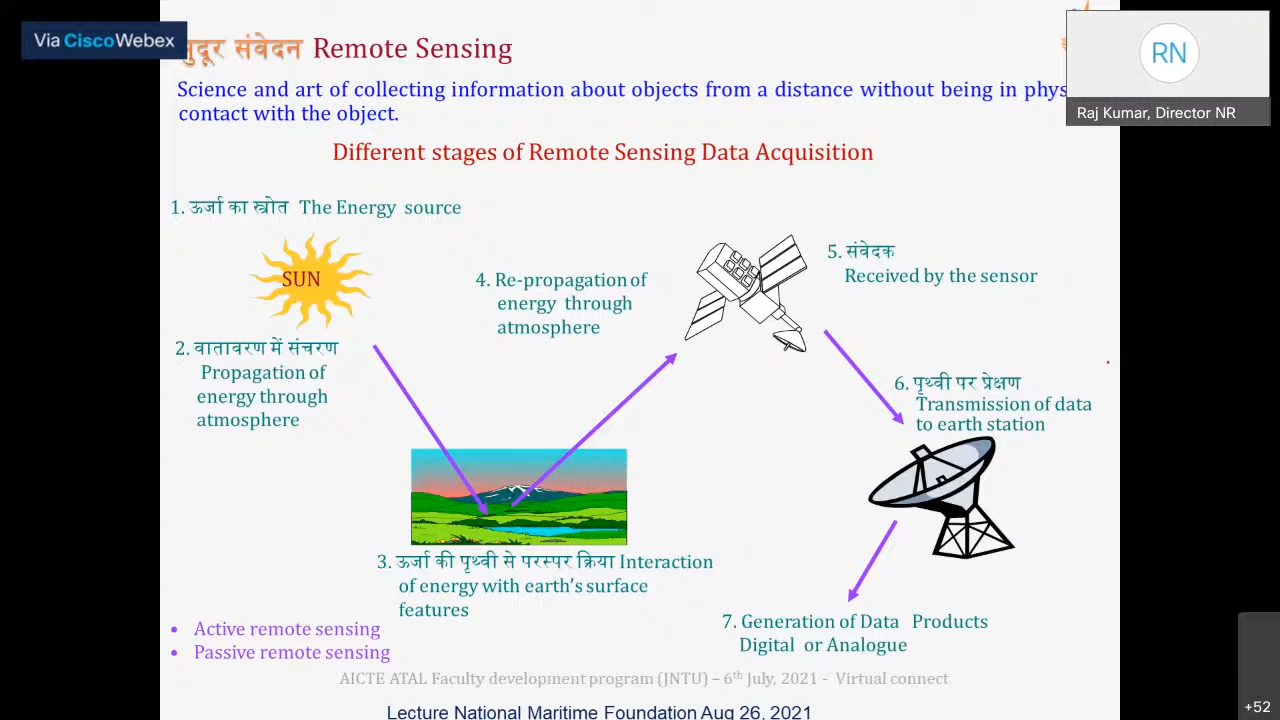 Via Cisco Webex
सुदूर संवेदन Remote Sensing
RN
Raj Kumar, Director NR
Science and art of collecting information about objects from a distance without being in phys
contact with the object.
Different stages of Remote Sensing Data Acquisition
1. ऊर्जा का स्त्रोत The Energy source
SUN
2. वातावरण में संचरण
Propagation of
energy through
atmosphere
3. ऊर्जा की पृथ्वी से परस्पर क्रिया Interaction
of energy with earth's surface
features
4. Re-propagation of
energy through
atmosphere
5. संवेदक
Received by the sensor
6. पृथ्वी पर प्रेक्षण
Transmission of data
to earth station
7. Generation of Data Products
Digital or Analogue
• Active remote sensing
• Passive remote sensing
AICTE ATAL Faculty development program (JNTU) – 6th July, 2021 - Virtual connect
Lecture National Maritime Foundation Aug 26, 2021
+52